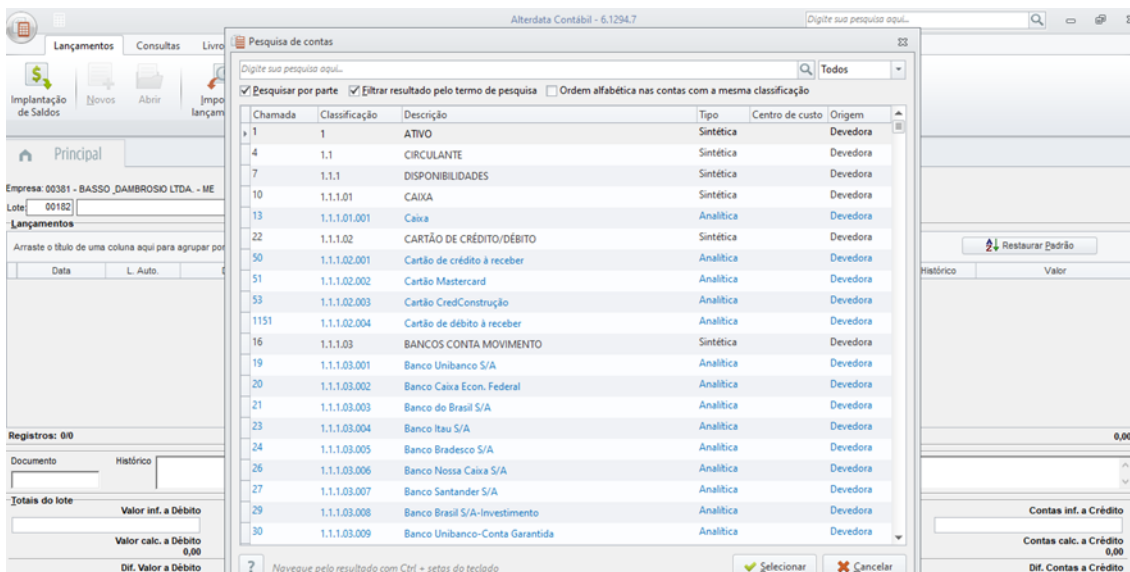 Alterdata Contábil - 6.1294.7
Digite sua pesquisa aqui...
Lançamentos Consultas Livro
Implantação de Saldos
Novos
Abrir
Impo
lançam
Principal
Empresa: 00381 - BASSO _DAMBROSIO LTDA. - ME
Lote: 00182
Lançamentos
Arraste o título de uma coluna aqui para agrupar por
Restaurar Padrão
Data L. Auto. Histórico Valor
Pesquisa de contas
Digite sua pesquisa aqui... Todos
Pesquisar por parte Filtrar resultado pelo termo de pesquisa Ordem alfabética nas contas com a mesma classificação
Chamada Classificação Descrição Tipo Centro de custo Origem
1 1 ATIVO Sintética Devedora
4 1.1 CIRCULANTE Sintética Devedora
7 1.1.1 DISPONIBILIDADES Sintética Devedora
10 1.1.1.01 CAIXA Sintética Devedora
13 1.1.1.01.001 Caixa Analítica Devedora
22 1.1.1.02 CARTÃO DE CRÉDITO/DÉBITO Sintética Devedora
50 1.1.1.02.001 Cartão de crédito à receber Analítica Devedora
51 1.1.1.02.002 Cartão Mastercard Analítica Devedora
53 1.1.1.02.003 Cartão CredConstrução Analítica Devedora
1151 1.1.1.02.004 Cartão de débito à receber Analítica Devedora
16 1.1.1.03 BANCOS CONTA MOVIMENTO Sintética Devedora
19 1.1.1.03.001 Banco Unibanco S/A Analítica Devedora
20 1.1.1.03.002 Banco Caixa Econ. Federal Analítica Devedora
21 1.1.1.03.003 Banco do Brasil S/A Analítica Devedora
23 1.1.1.03.004 Banco Itau S/A Analítica Devedora
24 1.1.1.03.005 Banco Bradesco S/A Analítica Devedora
26 1.1.1.03.006 Banco Nossa Caixa S/A Analítica Devedora
27 1.1.1.03.007 Banco Santander S/A Analítica Devedora
29 1.1.1.03.008 Banco Brasil S/A-Investimento Analítica Devedora
30 1.1.1.03.009 Banco Unibanco-Conta Garantida Analítica Devedora
? Navegue pelo resultado com Ctrl + setas do teclado Selecionar Cancelar
Registros: 0/0 0,00
Documento Histórico
Totais do lote
Valor inf. a Débito Contas inf. a Crédito
Valor calc. a Débito Contas calc. a Crédito
0,00 0,00
Dif. Valor a Débito Dif. Contas a Crédito